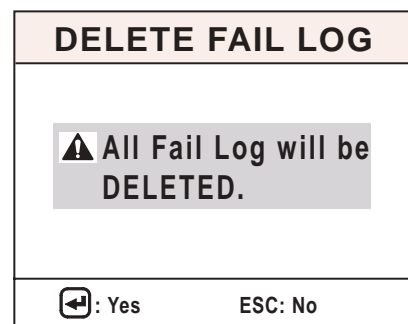 DELETE FAIL LOG
All Fail Log will be
DELETED.
: Yes ESC: No